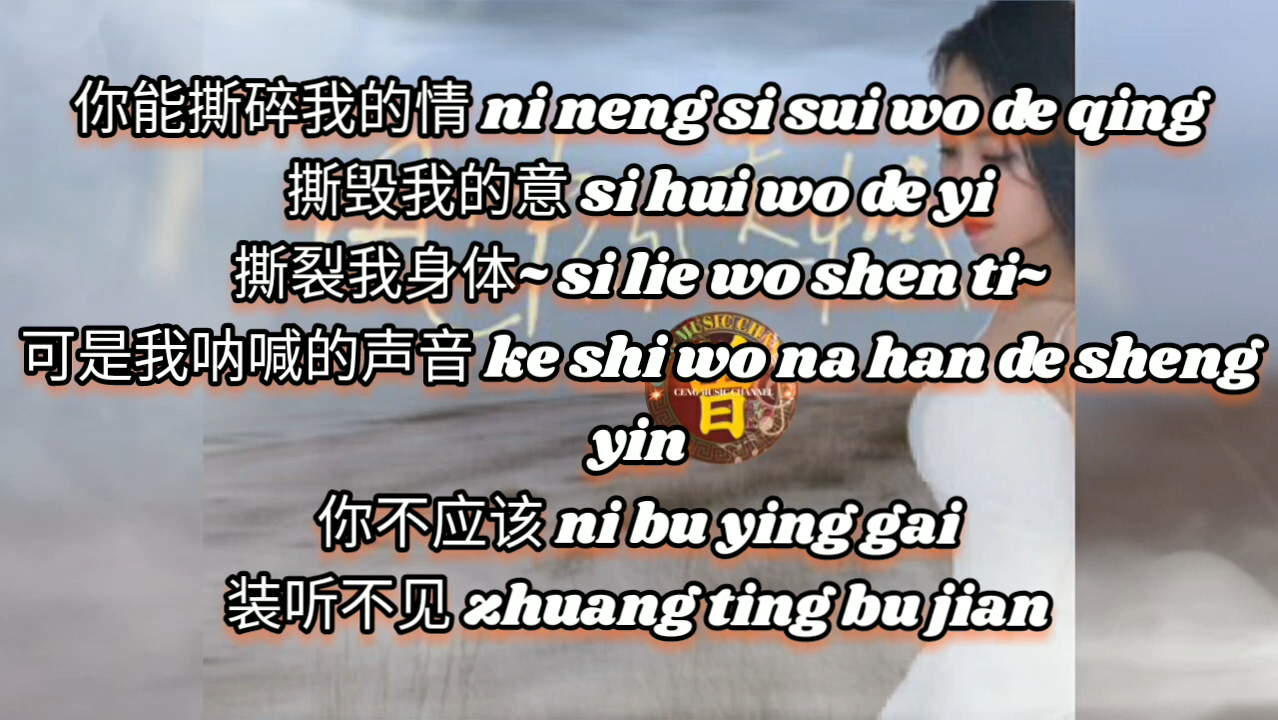 你能撕碎我的情 ni neng si sui wo de qing
撕毁我的意 si hui wo de yi
撕裂我身体~ si lie wo shen ti~
可是我呐喊的声音 ke shi wo na han de sheng
yin
你不应该 ni bu ying gai
装听不见 zhuang ting bu jian
CENG MUSIC CHANNEL
音